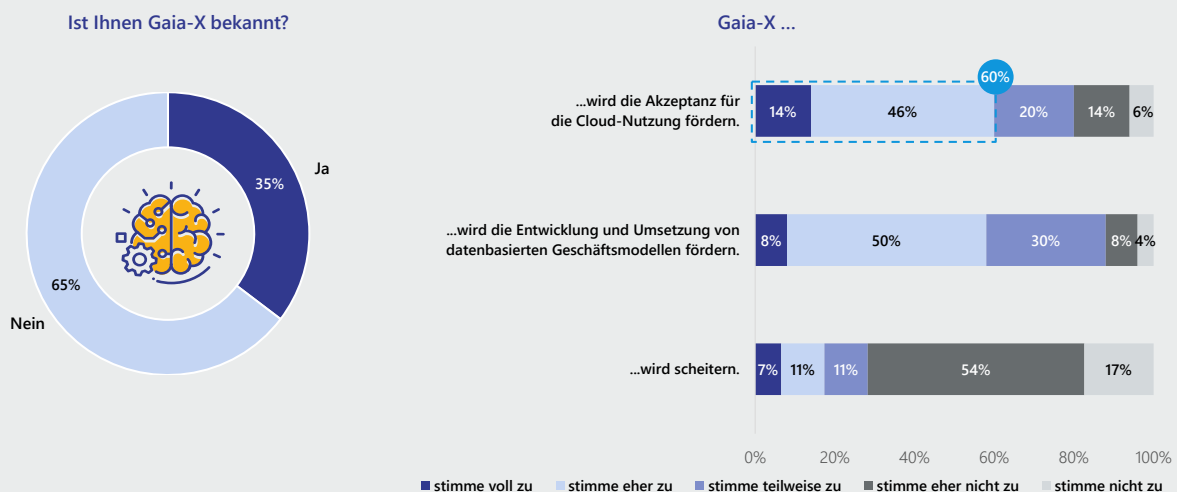 Ist Ihnen Gaia-X bekannt?
35%
Ja
65%
Nein
Gaia-X ...
60%
...wird die Akzeptanz für
die Cloud-Nutzung fördern.
14% 46% 20% 14% 6%
...wird die Entwicklung und Umsetzung von
datenbasierten Geschäftsmodellen fördern.
8% 50% 30% 8% 4%
...wird scheitern.
7% 11% 11% 54% 17%
0% 20% 40% 60% 80% 100%
stimme voll zu stimme eher zu stimme teilweise zu stimme eher nicht zu stimme nicht zu